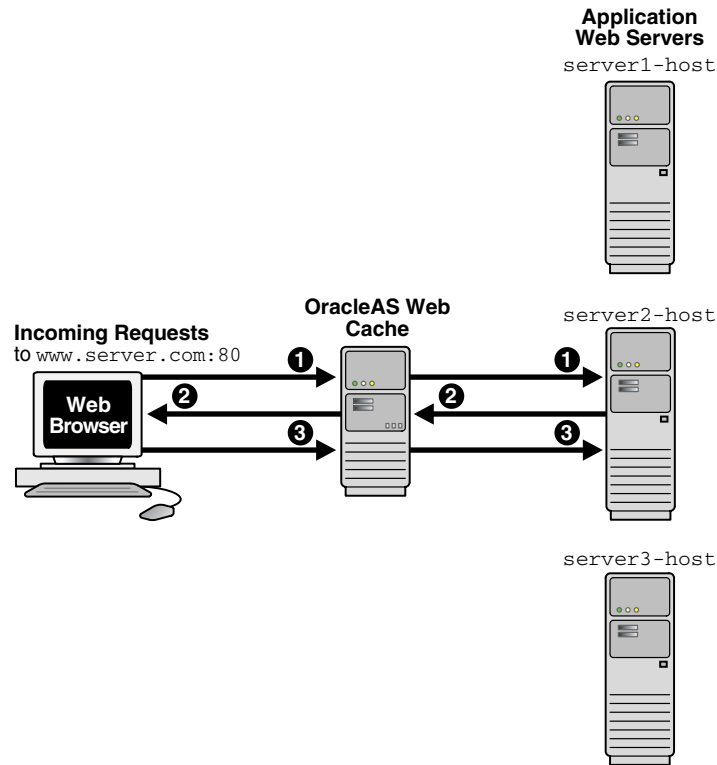 Application
Web Servers
server1-host
OracleAS Web
Cache
server2-host
Incoming Requests
to www.server.com:80
1
1
Web
Browser
2
2
3
3
server3-host